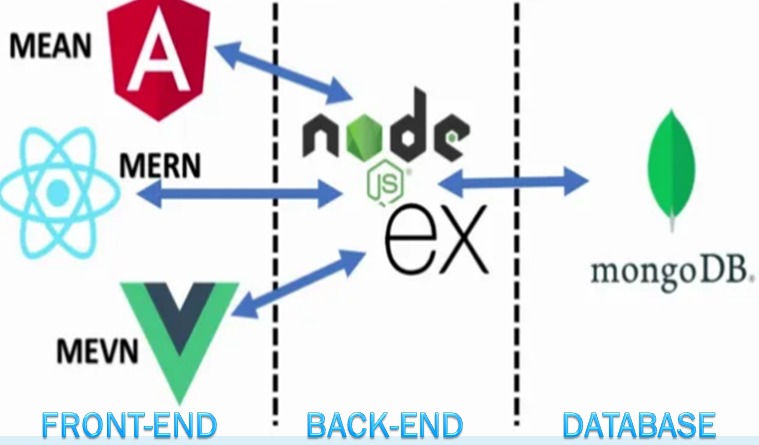 MEAN
A
node
JS
MERN
ex
mongoDB.
MEVN
FRONT-END
BACK-END
DATABASE